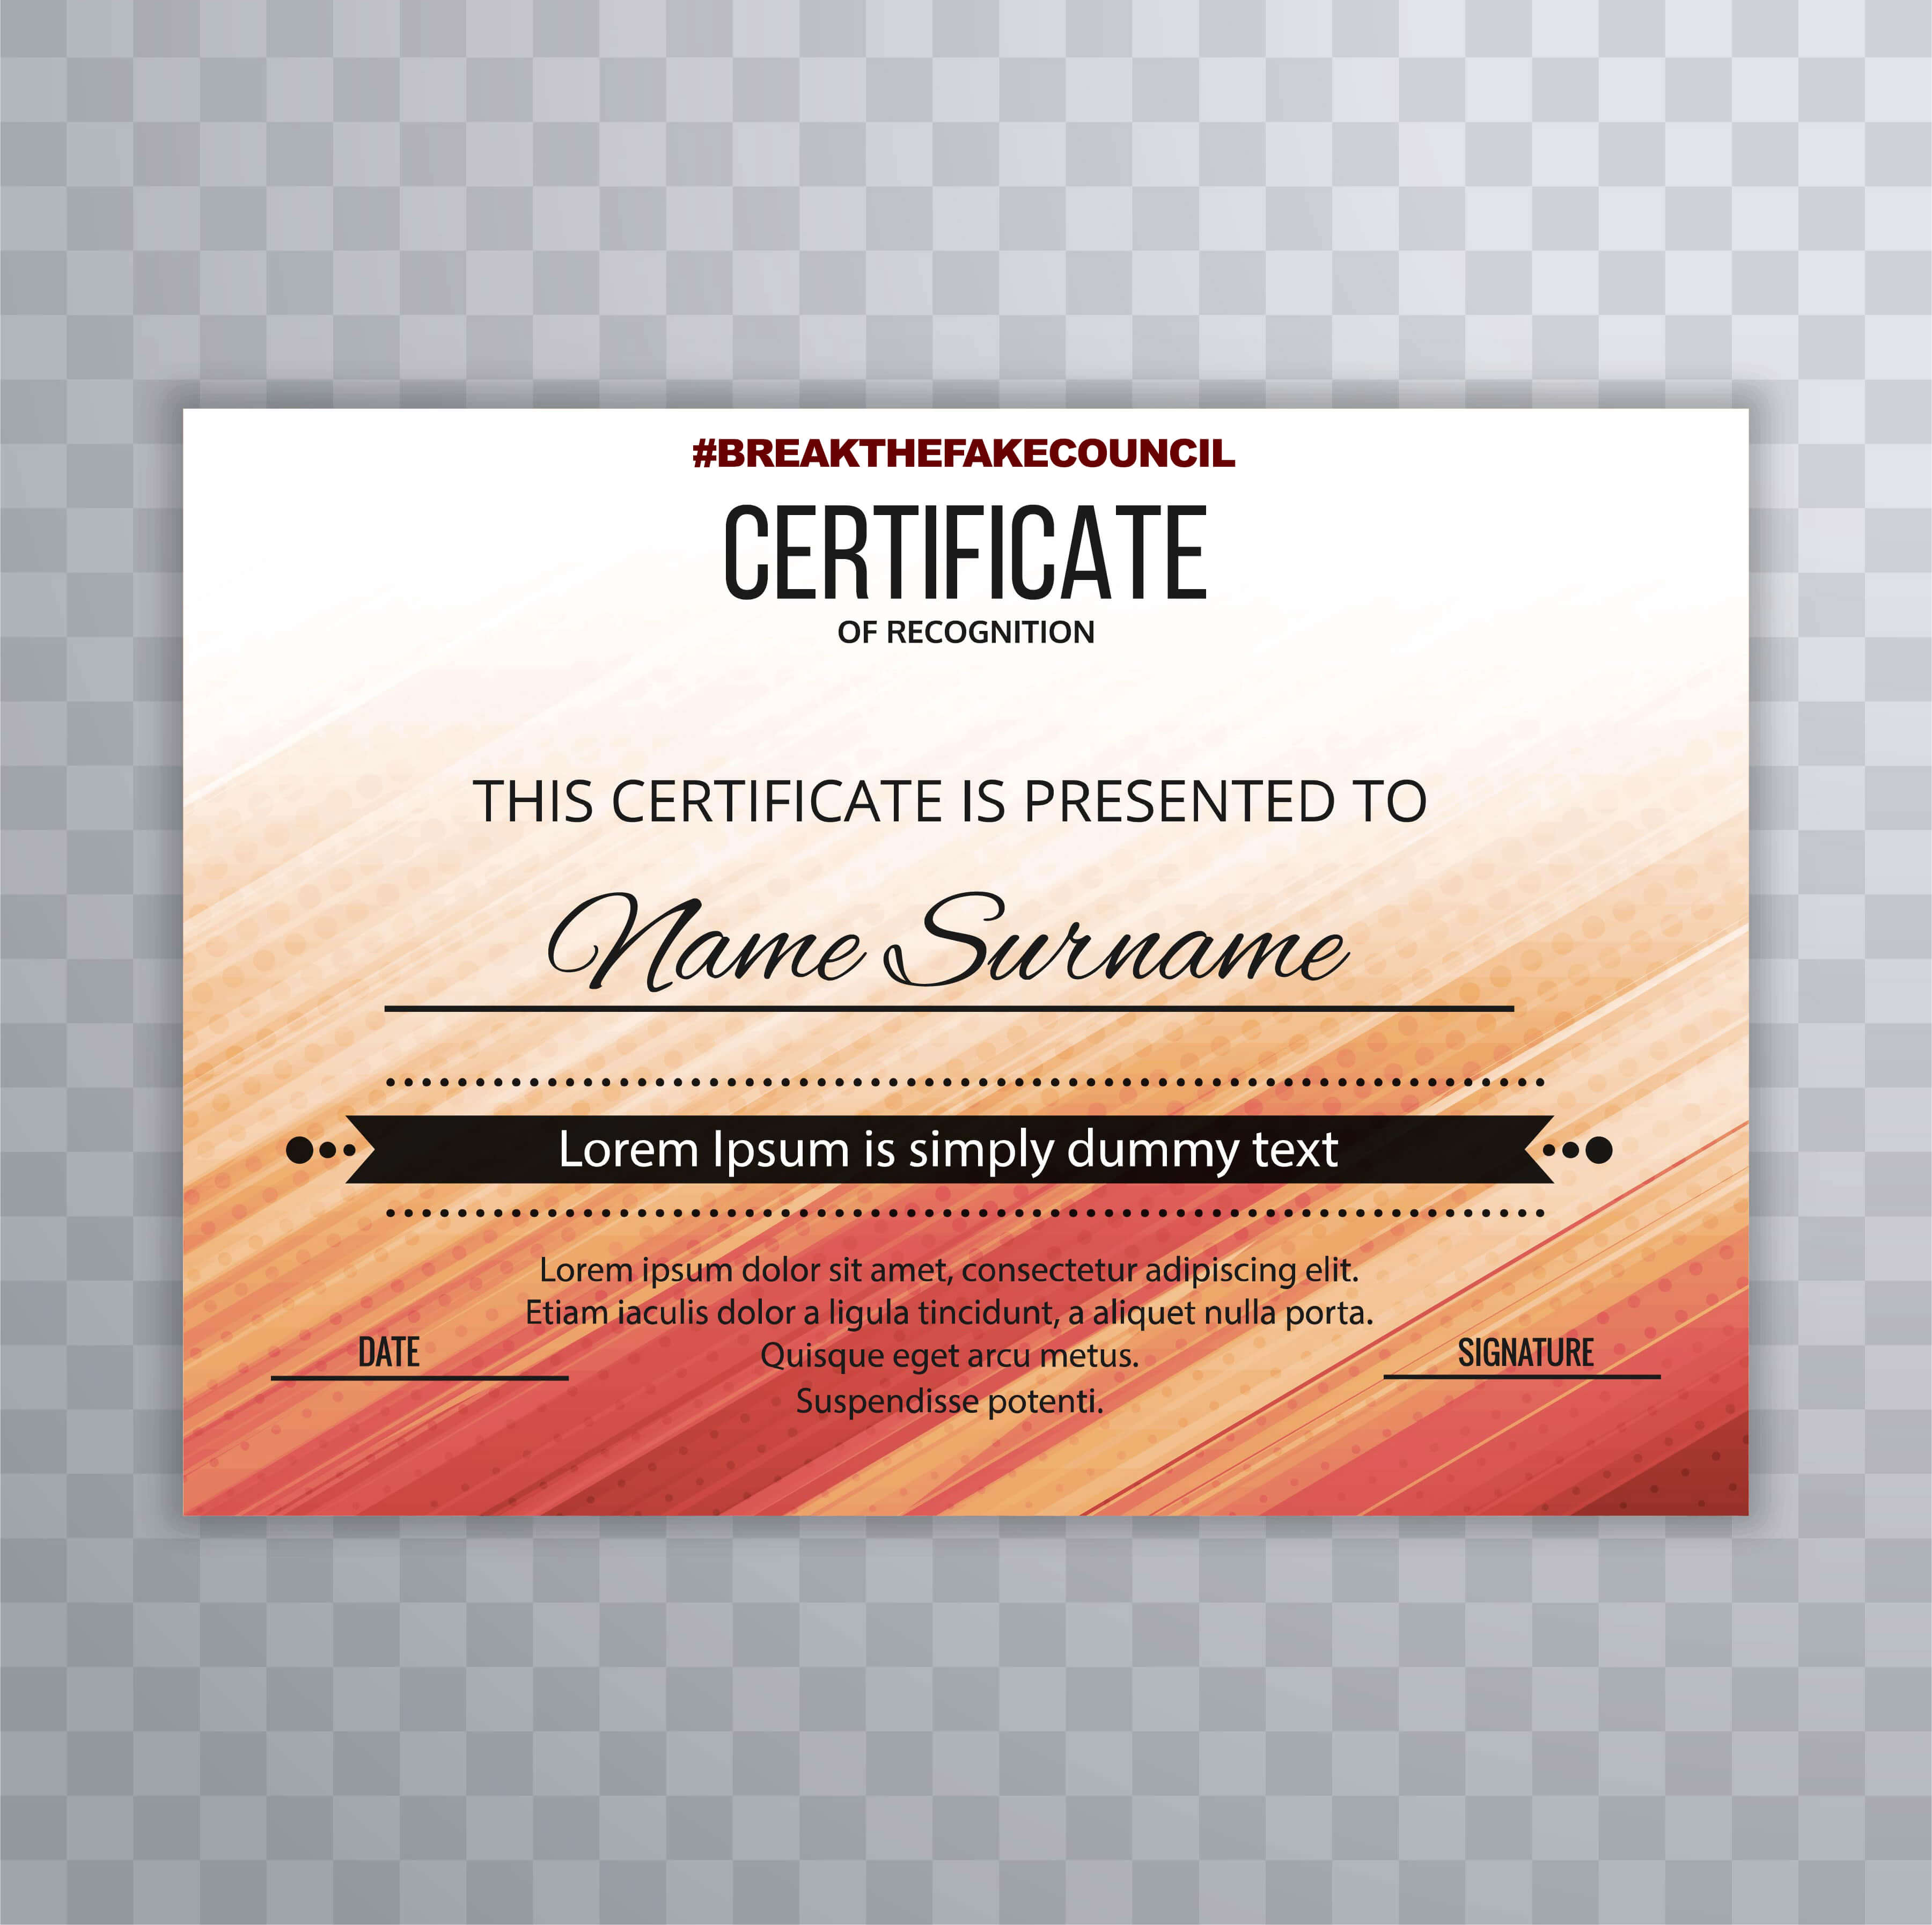 #BREAKTHEFAKECOUNCIL
CERTIFICATE
OF RECOGNITION
THIS CERTIFICATE IS PRESENTED TO
Name Surname
Lorem Ipsum is simply dummy text
Lorem ipsum dolor sit amet, consectetur adipiscing elit.
Etiam iaculis dolor a ligula tincidunt, a aliquet nulla porta.
Quisque eget arcu metus.
Suspendisse potenti.
DATE
SIGNATURE